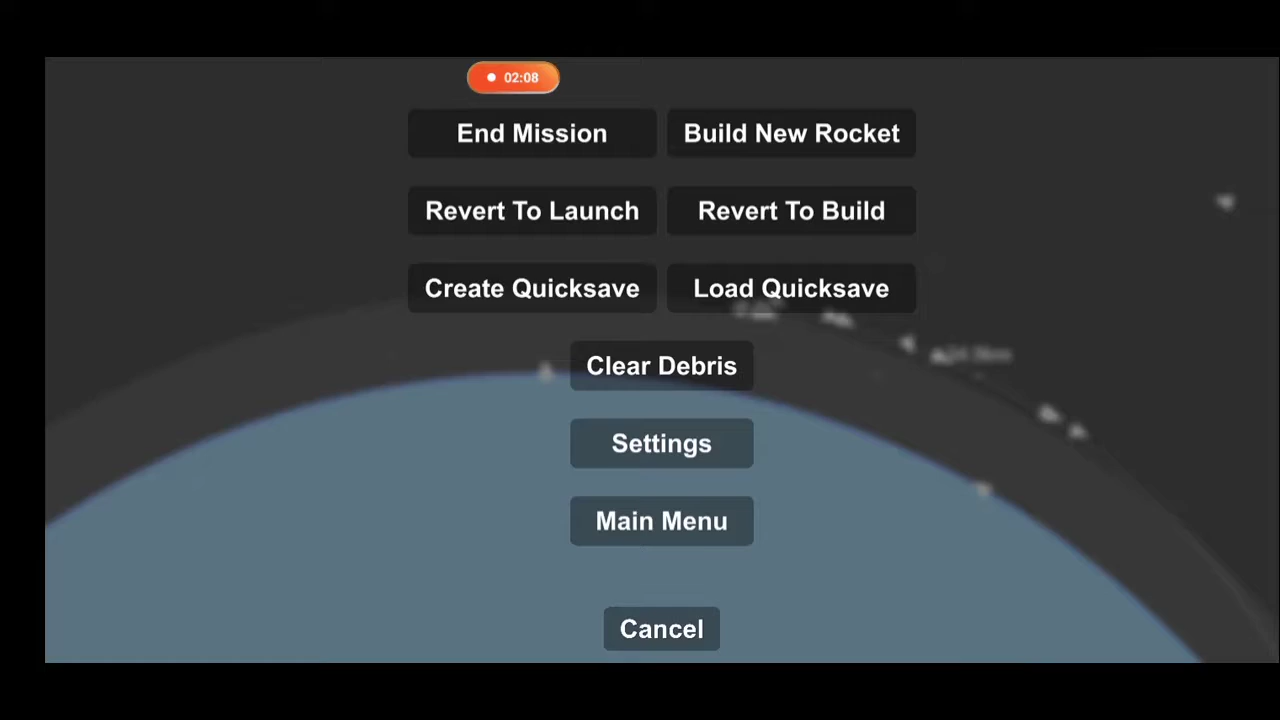 02:08
End Mission Build New Rocket
Revert To Launch Revert To Build
Create Quicksave Load Quicksave
Clear Debris
Settings
Main Menu
Cancel